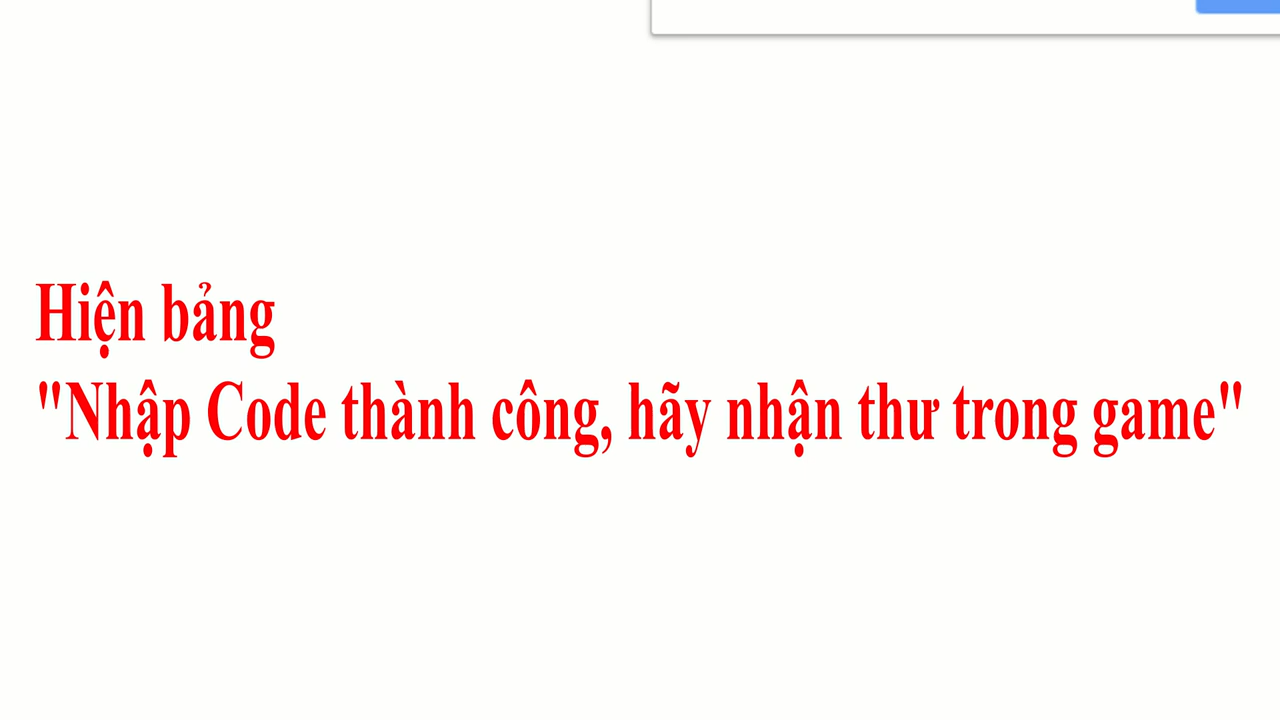 Hiện bảng
"Nhập Code thành công, hãy nhận thư trong game"